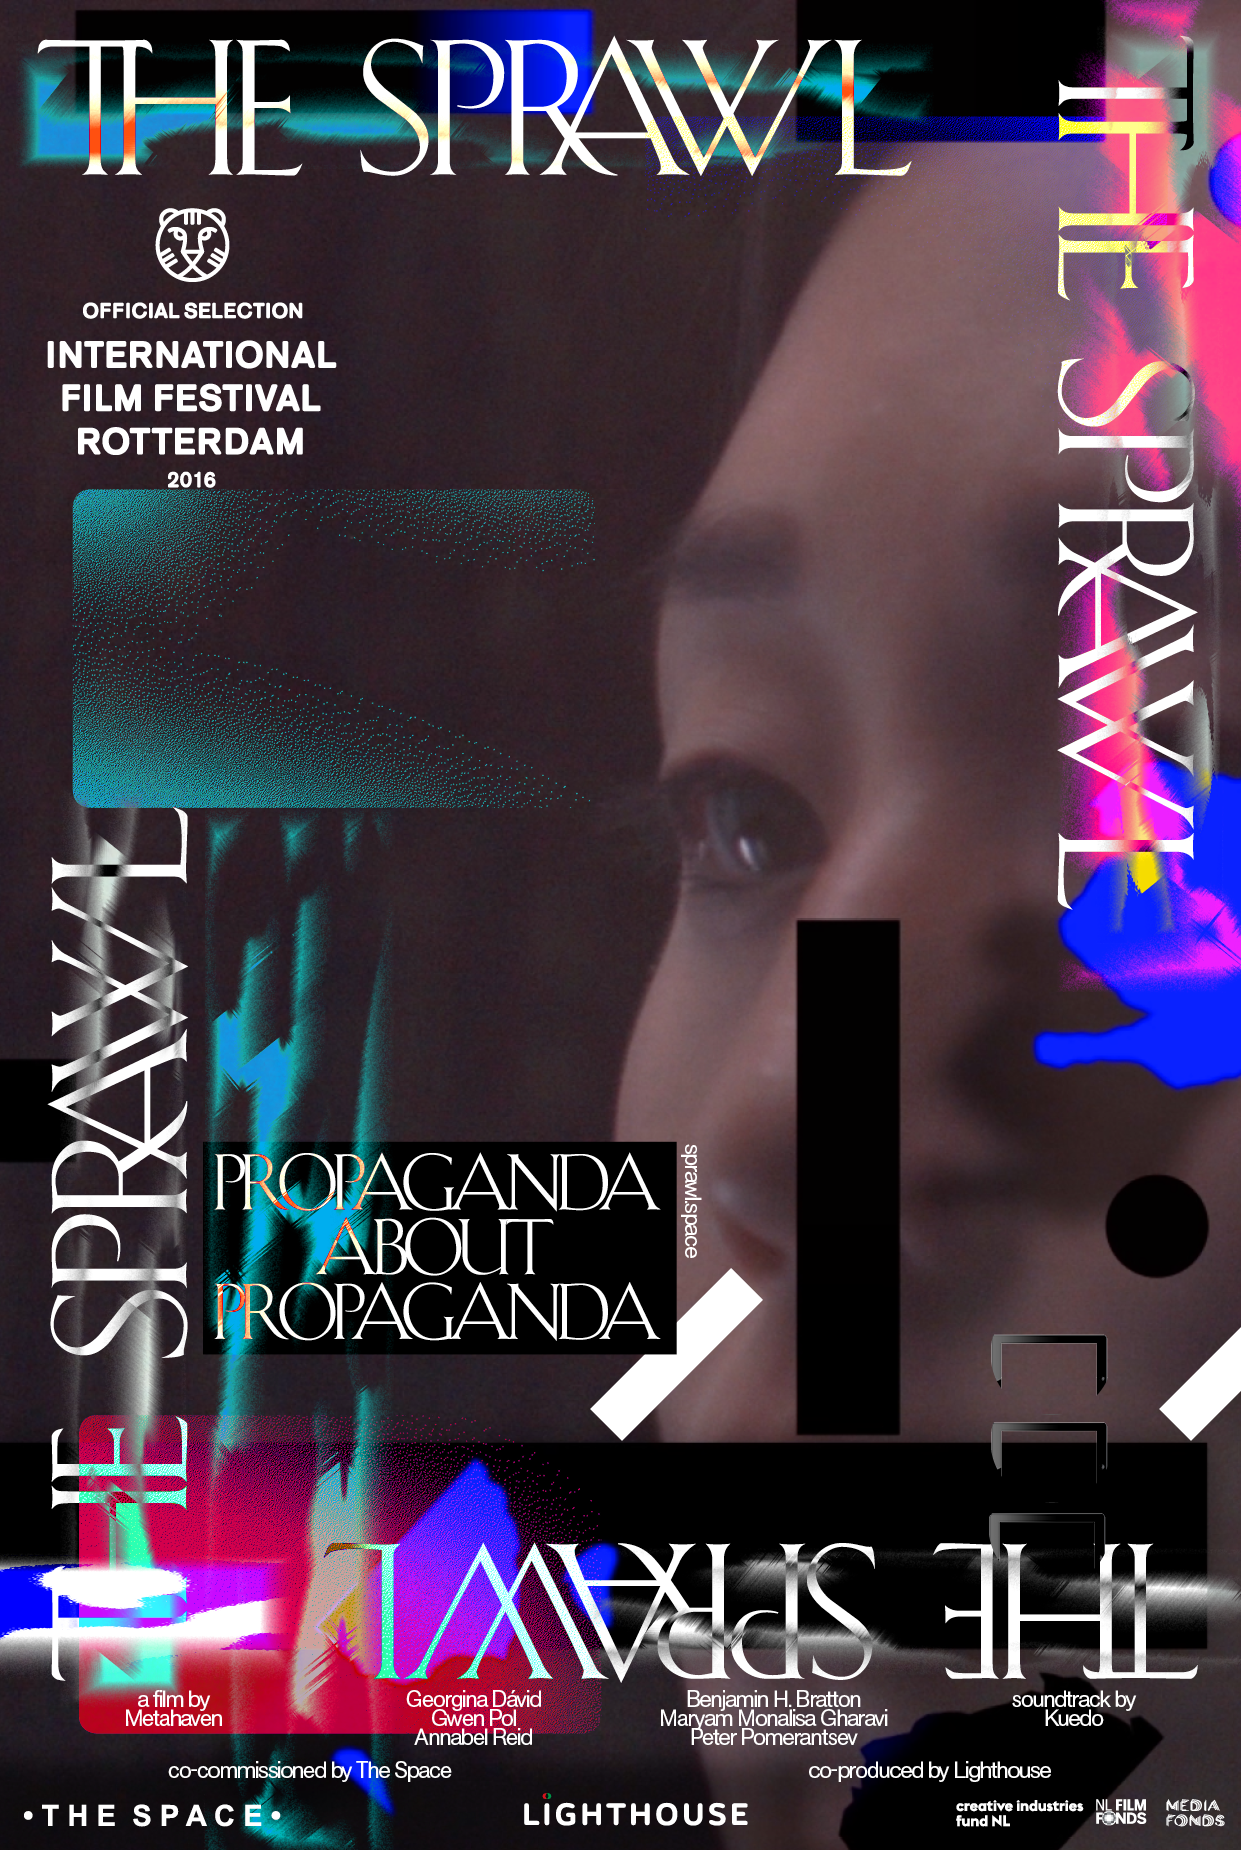 THE SPRAWL
THE SPRAWL
OFFICIAL SELECTION
INTERNATIONAL
FILM FESTIVAL
ROTTERDAM
2016
THE SPRAWL
PROPAGANDA
ABOUT
PROPAGANDA
sprawl.space
THE SPRAWL
a film by
Metahaven
Georgina Dávid
Gwen Pol
Annabel Reid
Benjamin H. Bratton
Maryam Monalisa Gharavi
Peter Pomerantsev
soundtrack by
Kuedo
co-commissioned by The Space
co-produced by Lighthouse
•THE SPACE•
LIGHTHOUSE
creative industries
fund NL
NL FILM
FONDS
MEDIA
FONDS